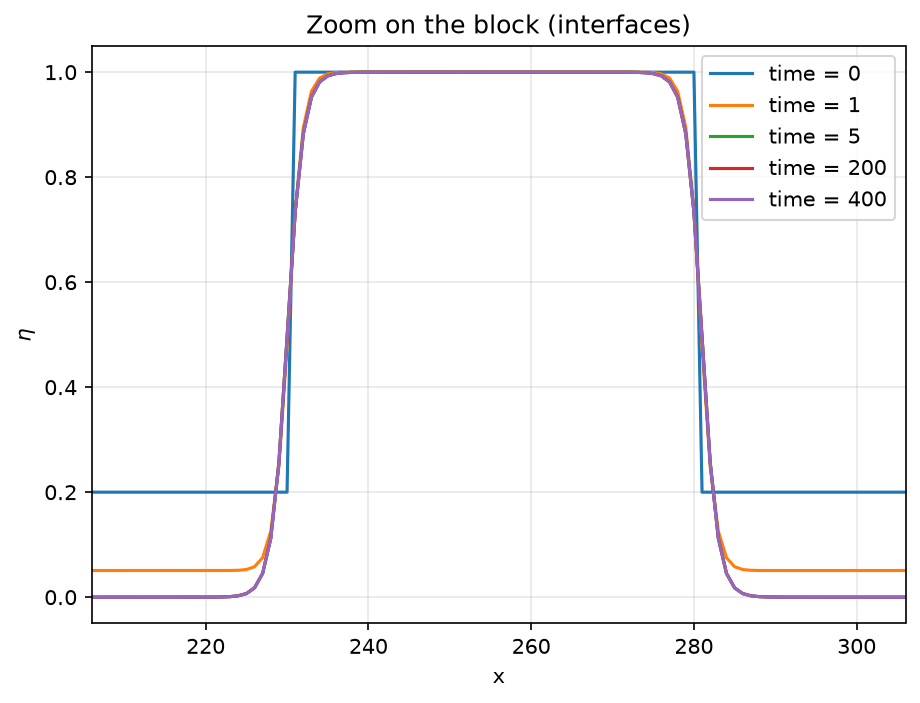 Zoom on the block (interfaces)
1.0
0.8
0.6
0.4
0.2
0.0
η
220
240
260
280
300
x
time = 0
time = 1
time = 5
time = 200
time = 400